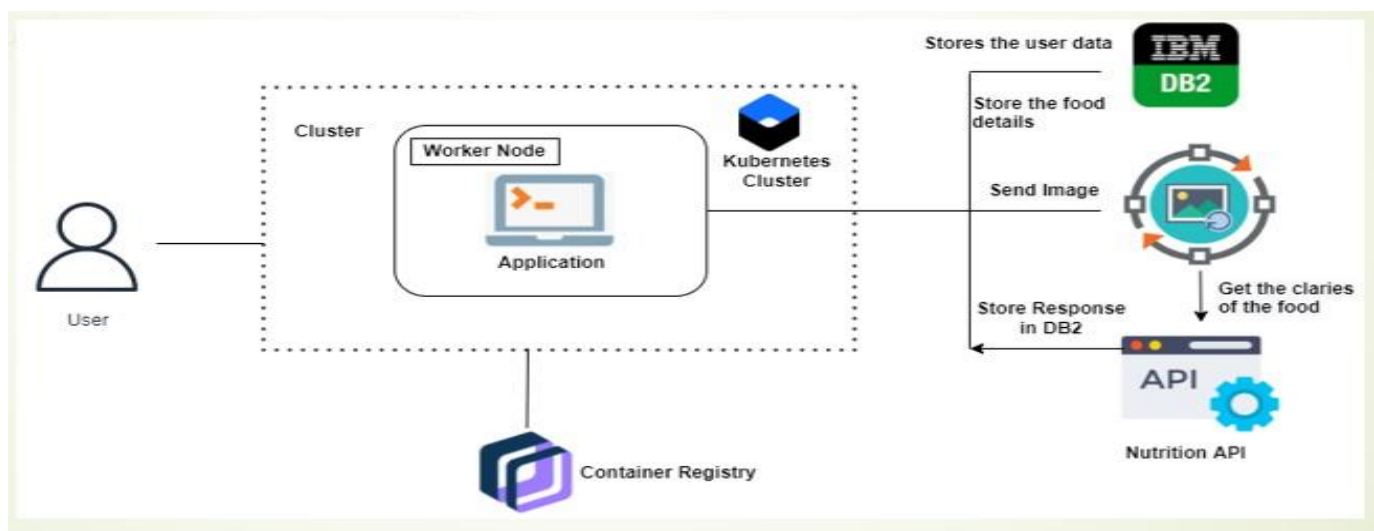 Stores the user data
IBM
DB2
Store the food
details
Cluster
Worker Node
Kubernetes
Cluster
Send Image
Application
User
Get the claries
of the food
Store Response
in DB2
API
Nutrition API
Container Registry